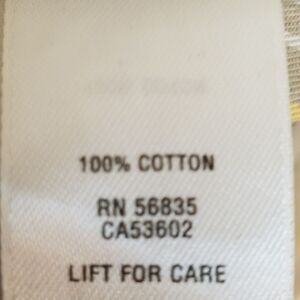 100% COTTON
RN 56835
CA53602
LIFT FOR CARE